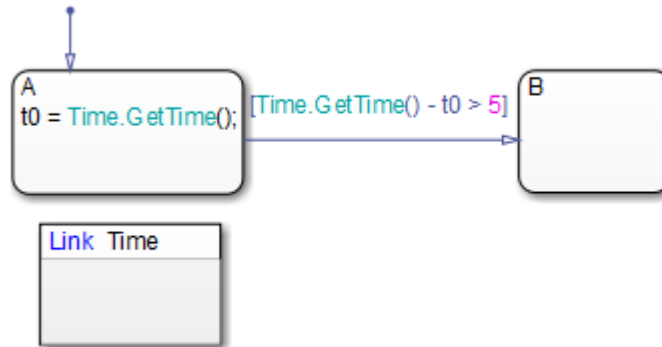 A
t0 = Time.GetTime();
[Time.GetTime() - t0 > 5]
B
Link Time